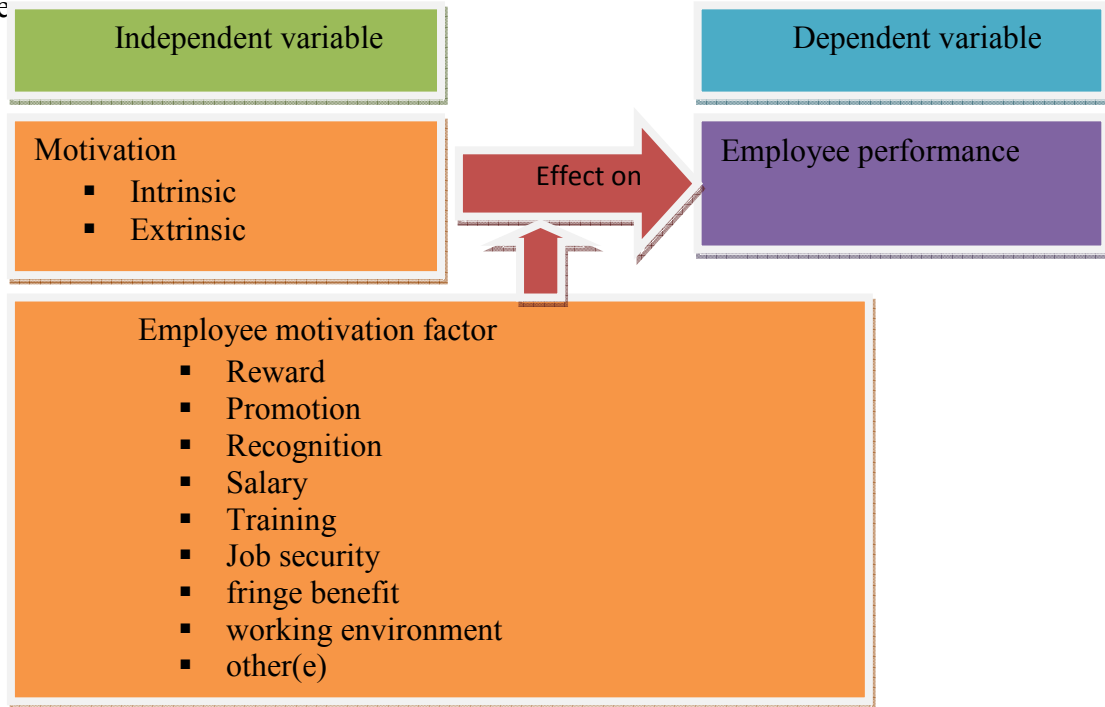 e
Independent variable
Dependent variable
Motivation
▪ Intrinsic
▪ Extrinsic
Effect on
Employee performance
Employee motivation factor
▪ Reward
▪ Promotion
▪ Recognition
▪ Salary
▪ Training
▪ Job security
▪ fringe benefit
▪ working environment
▪ other(e)